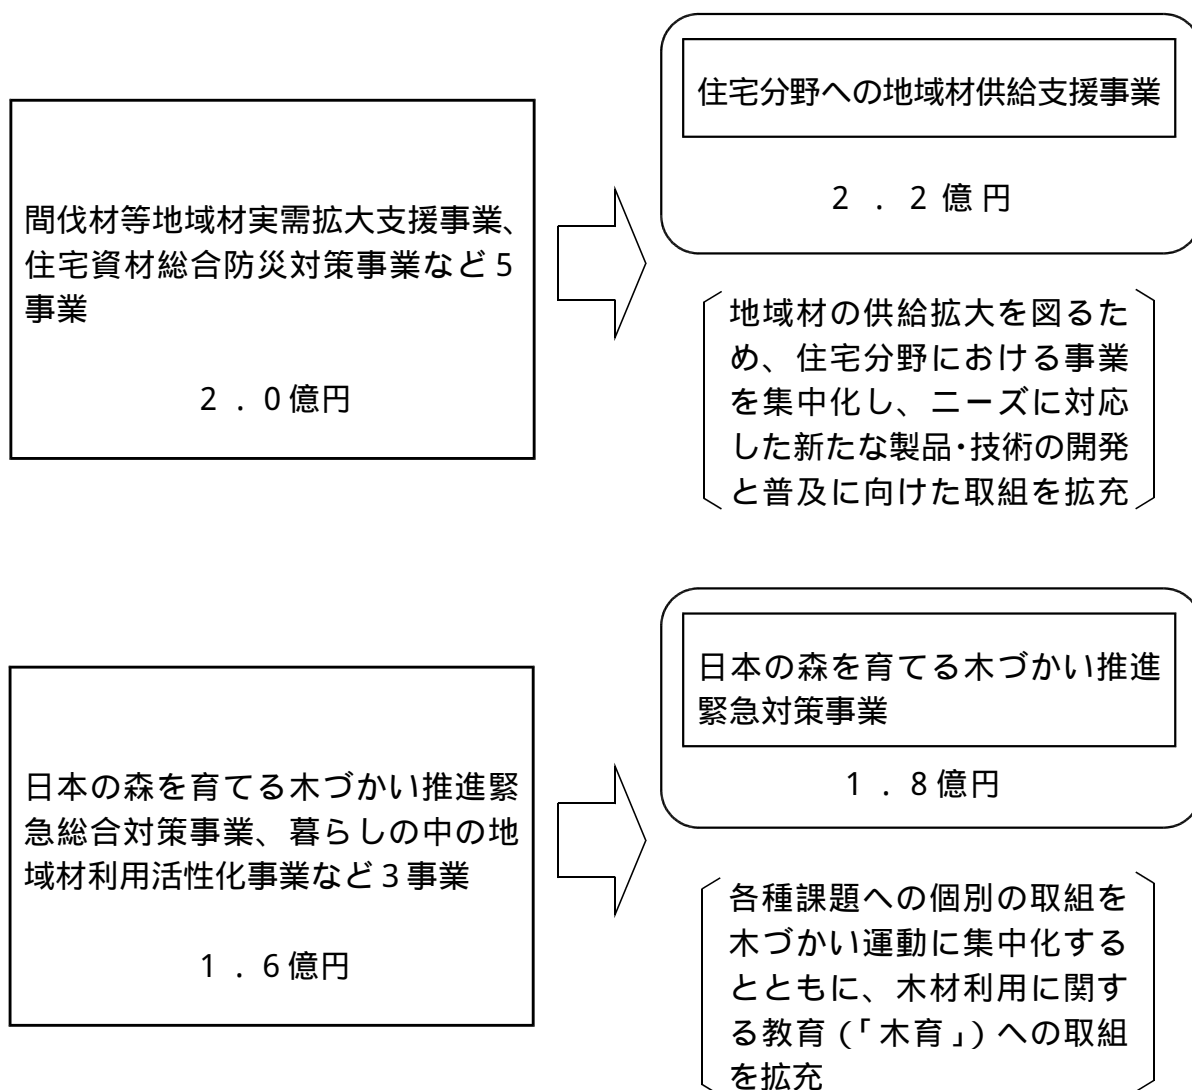 間伐材等地域材実需拡大支援事業、
住宅資材総合防災対策事業など5
事業
2．0億円
住宅分野への地域材供給支援事業
2．2億円
地域材の供給拡大を図るた
め、住宅分野における事業
を集中化し、ニーズに対応
した新たな製品･技術の開発
と普及に向けた取組を拡充
日本の森を育てる木づかい推進緊
急総合対策事業、暮らしの中の地
域材利用活性化事業など3事業
1．6億円
日本の森を育てる木づかい推進
緊急対策事業
1．8億円
各種課題への個別の取組を
木づかい運動に集中化する
とともに、木材利用に関す
る教育(「木育」)への取組
を拡充